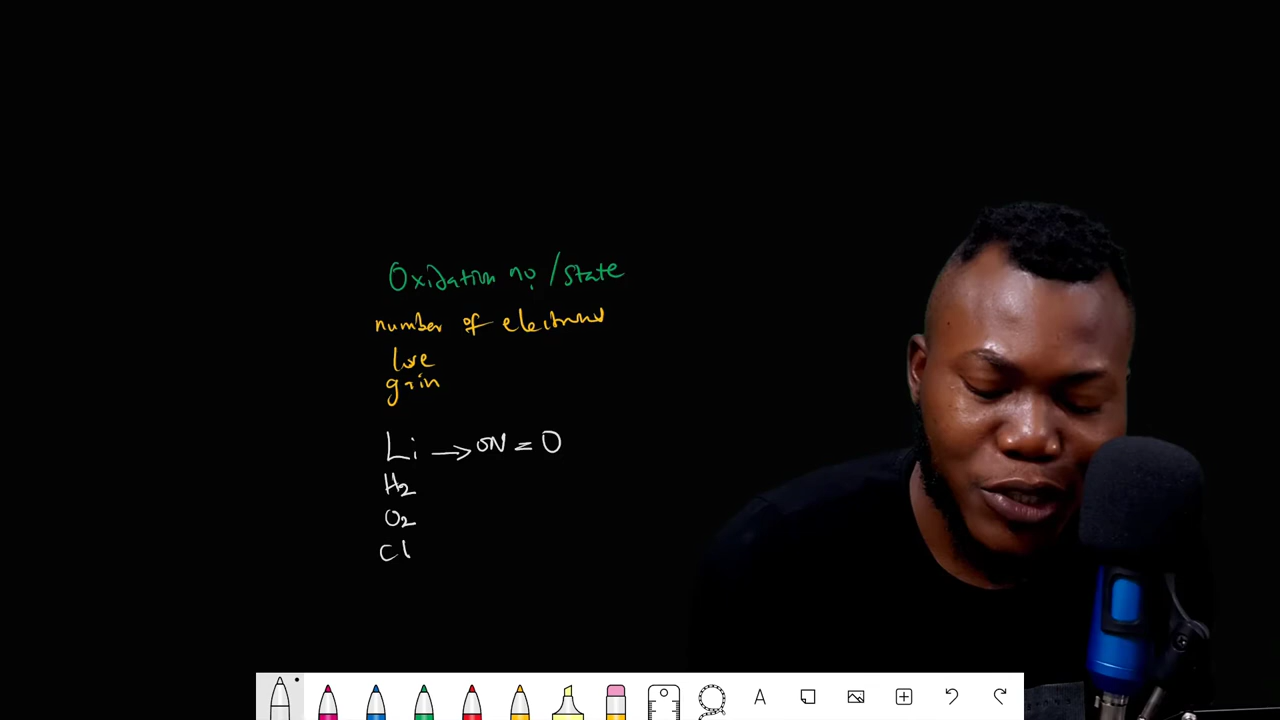 Oxidation no /state
number of electrons
lose
gain
Li → ON = 0
H₂
O₂
Cl
A